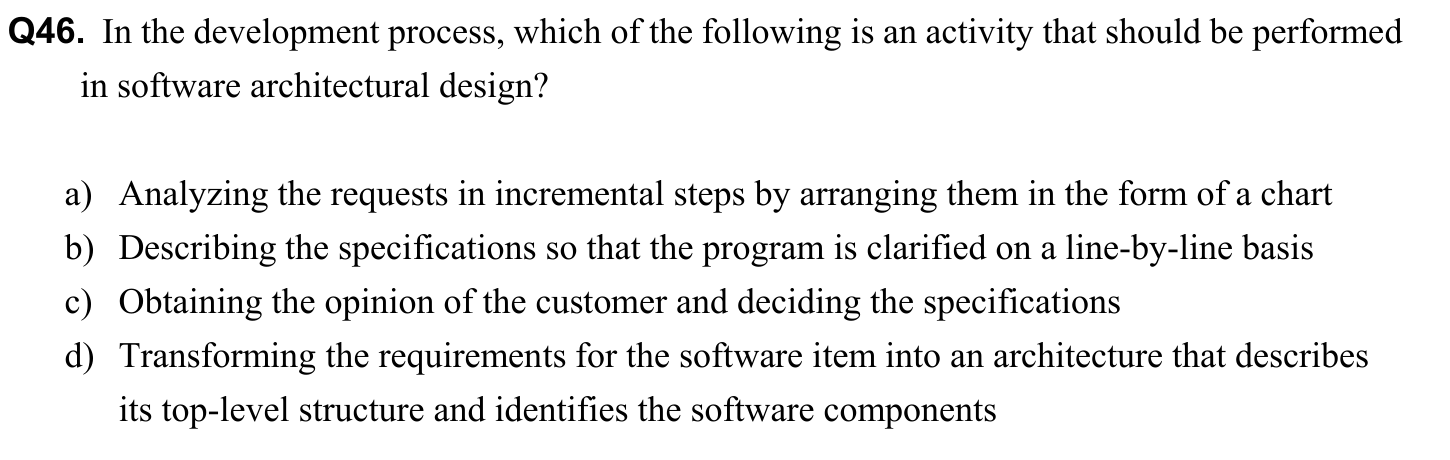 Q46. In the development process, which of the following is an activity that should be performed
in software architectural design?
a) Analyzing the requests in incremental steps by arranging them in the form of a chart
b) Describing the specifications so that the program is clarified on a line-by-line basis
c) Obtaining the opinion of the customer and deciding the specifications
d) Transforming the requirements for the software item into an architecture that describes
its top-level structure and identifies the software components